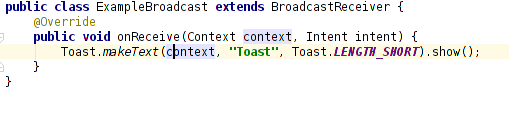 public class ExampleBroadcast extends BroadcastReceiver {
    @Override
    public void onReceive(Context context, Intent intent) {
        Toast.makeText(context, "Toast", Toast.LENGTH_SHORT).show();
    }
}